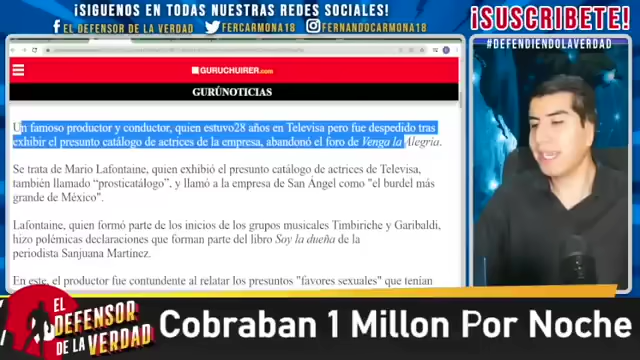 ¡SIGUENOS EN TODAS NUESTRAS REDES SOCIALES!
EL DEFENSOR DE LA VERDAD
FERCARMONA18
FERNANDOCARMONA18
¡SUSCRIBETE!
#DEFENDIENDOLAVERDAD
GURUCHUIRER.com
GURÚNOTICIAS
Un famoso productor y conductor, quien estuvo28 años en Televisa pero fue despedido tras
exhibir el presunto catálogo de actrices de la empresa, abandonó el foro de Venga la Alegría.
Se trata de Mario Lafontaine, quien exhibió el presunto catálogo de actrices de Televisa,
también llamado “prosticatálogo”, y llamó a la empresa de San Ángel como "el burdel más
grande de México".
Lafontaine, quien formó parte de los inicios de los grupos musicales Timbiriche y Garibaldi,
hizo polémicas declaraciones que forman parte del libro Soy la dueña de la
periodista Sanjuana Martínez.
En este, el productor fue contundente al relatar los presuntos "favores sexuales" que tenían
EL
DEFENSOR
DE LA VERDAD
Cobraban 1 Millon Por Noche